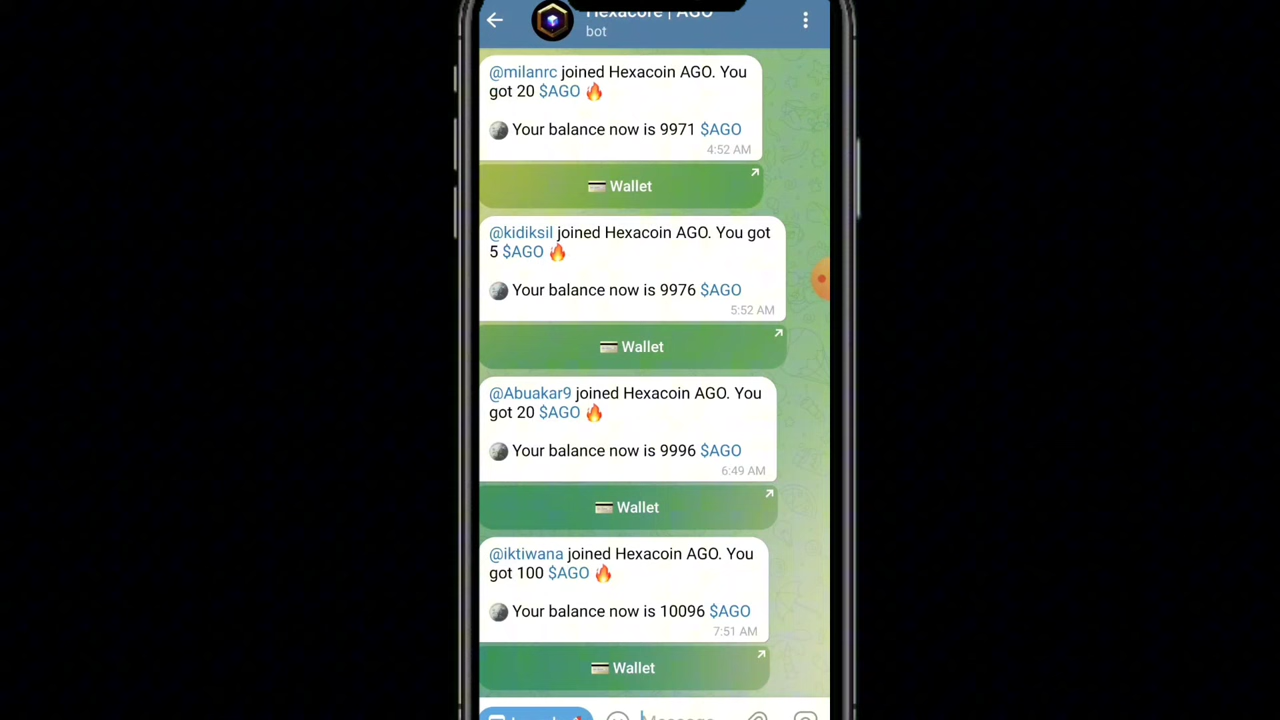 Hexacore | AGO
bot
@milanrc joined Hexacoin AGO. You
got 20 $AGO 🔥
Your balance now is 9971 $AGO
4:52 AM
Wallet
@kidiksil joined Hexacoin AGO. You got
5 $AGO 🔥
Your balance now is 9976 $AGO
5:52 AM
Wallet
@Abuakar9 joined Hexacoin AGO. You
got 20 $AGO 🔥
Your balance now is 9996 $AGO
6:49 AM
Wallet
@iktiwana joined Hexacoin AGO. You
got 100 $AGO 🔥
Your balance now is 10096 $AGO
7:51 AM
Wallet
Message